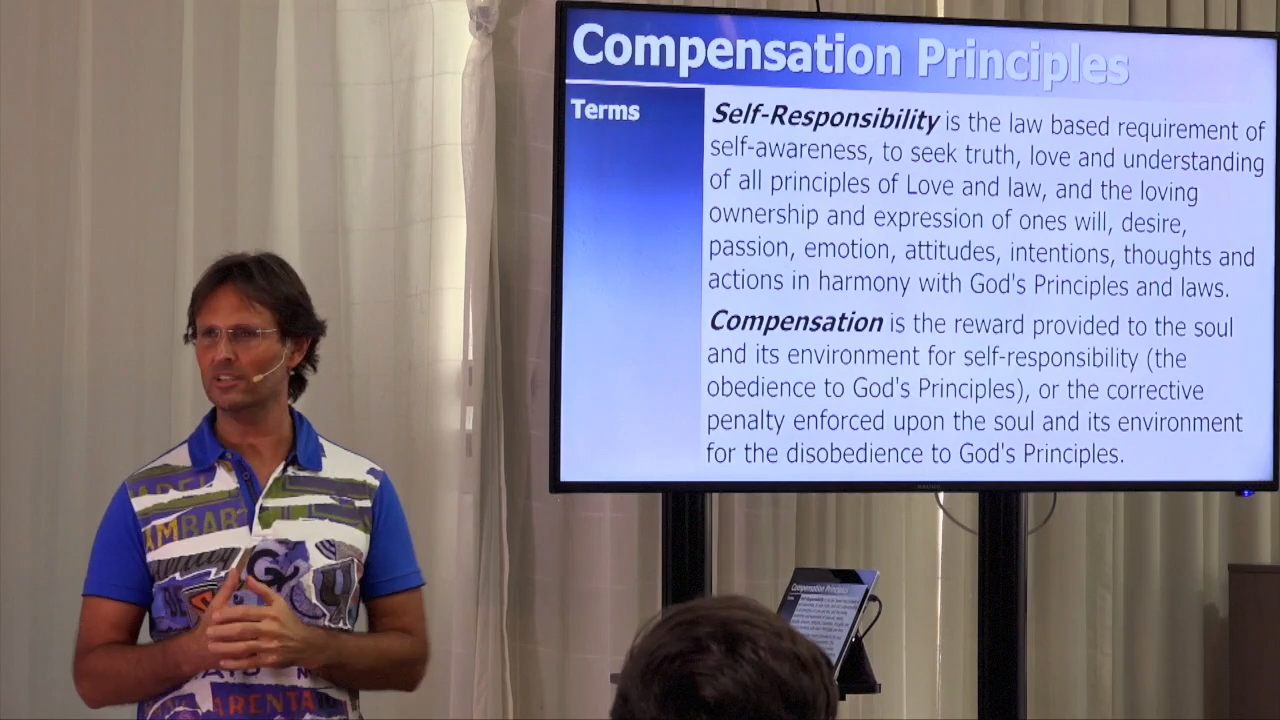 Compensation Principles
Terms
Self-Responsibility is the law based requirement of
self-awareness, to seek truth, love and understanding
of all principles of Love and law, and the loving
ownership and expression of ones will, desire,
passion, emotion, attitudes, intentions, thoughts and
actions in harmony with God's Principles and laws.
Compensation is the reward provided to the soul
and its environment for self-responsibility (the
obedience to God's Principles), or the corrective
penalty enforced upon the soul and its environment
for the disobedience to God's Principles.
Compensation Principles